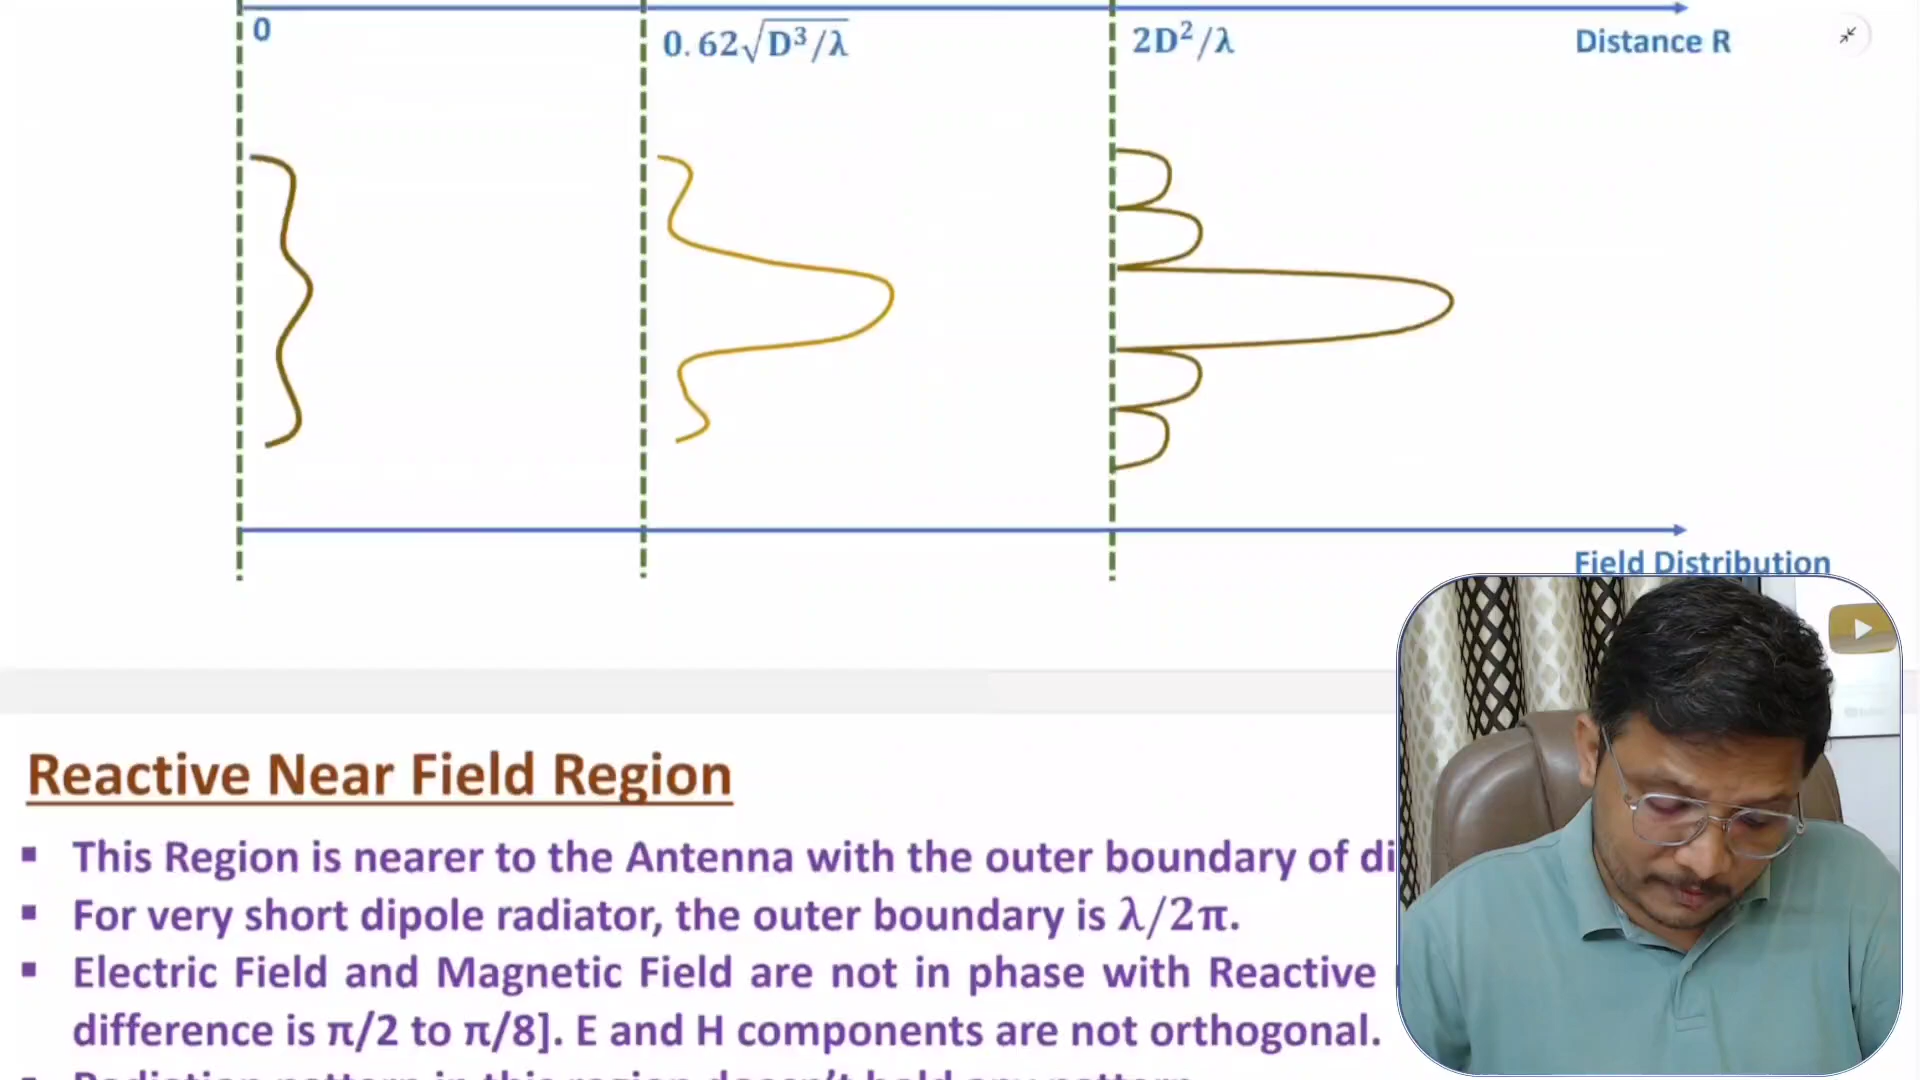 0
0.62√D³/λ
2D²/λ
Distance R
Field Distribution
Reactive Near Field Region
▪ This Region is nearer to the Antenna with the outer boundary of
▪ For very short dipole radiator, the outer boundary is λ/2π.
▪ Electric Field and Magnetic Field are not in phase with Reactive
difference is π/2 to π/8]. E and H components are not orthogonal.